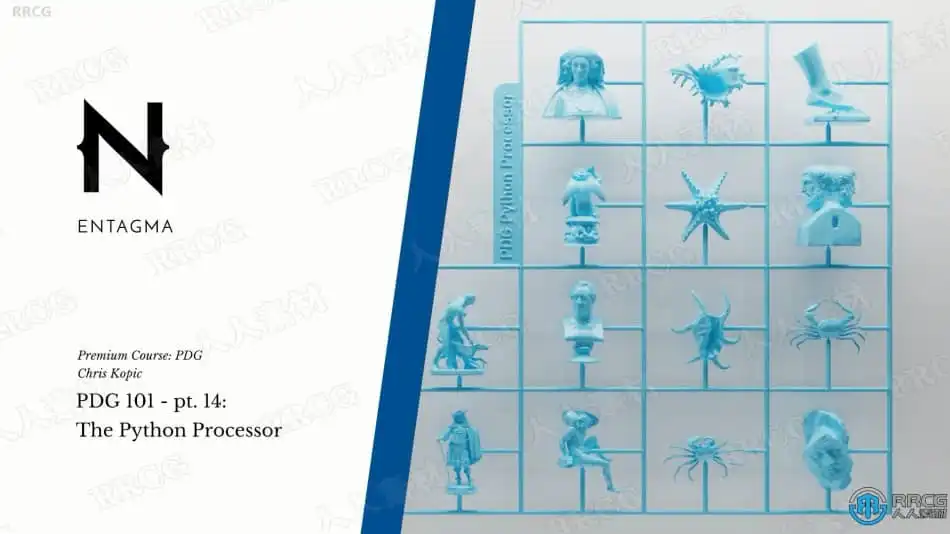 RRCG
N
ENTAGMA
Premium Course: PDG
Chris Kopic
PDG 101 - pt. 14:
The Python Processor
PDG Python Processor
RRCG
人人素材